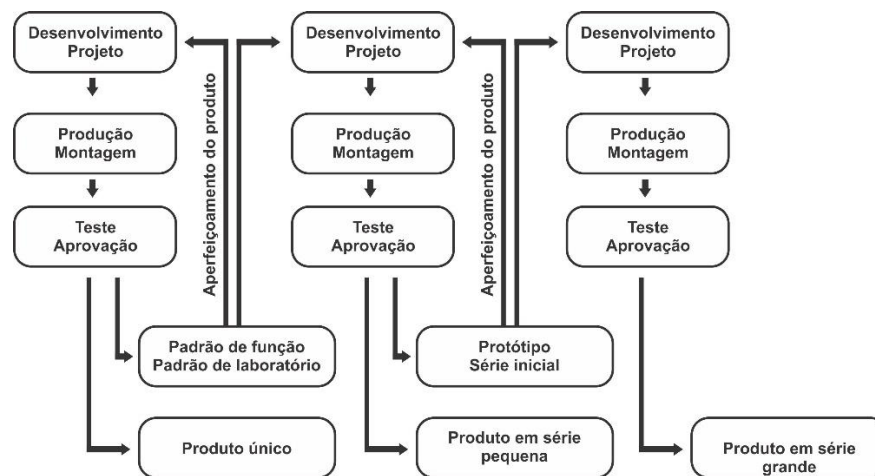 Desenvolvimento
Projeto
Produção
Montagem
Teste
Aprovação
Aperfeiçoamento do produto
Padrão de função
Padrão de laboratório
Produto único
Desenvolvimento
Projeto
Produção
Montagem
Teste
Aprovação
Aperfeiçoamento do produto
Protótipo
Série inicial
Produto em série
pequena
Desenvolvimento
Projeto
Produção
Montagem
Teste
Aprovação
Produto em série
grande